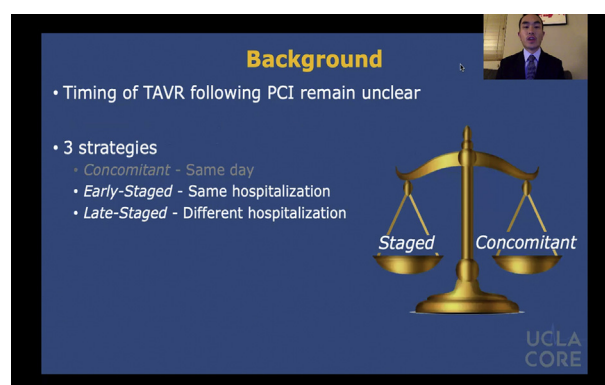 Background
• Timing of TAVR following PCI remain unclear
• 3 strategies
• Concomitant - Same day
• Early-Staged - Same hospitalization
• Late-Staged - Different hospitalization
Staged
Concomitant
UCLA
CORE